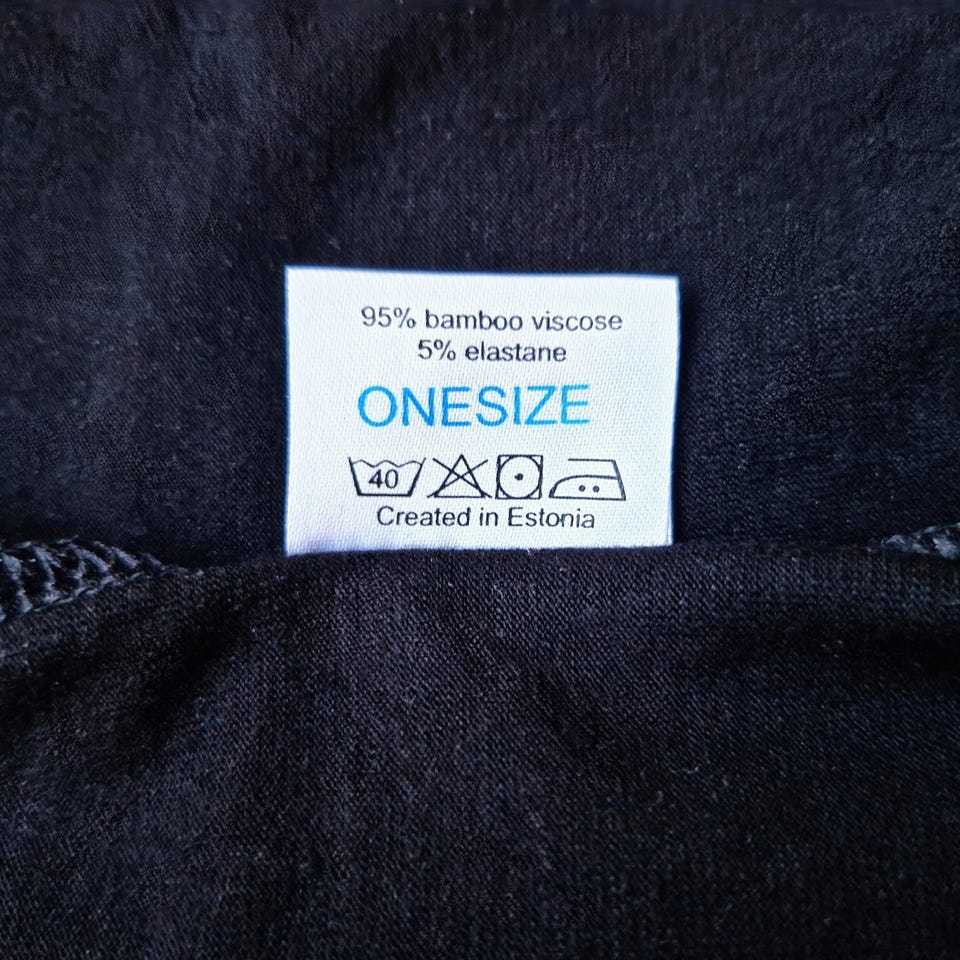 95% bamboo viscose
5% elastane
ONESIZE
40
Created in Estonia